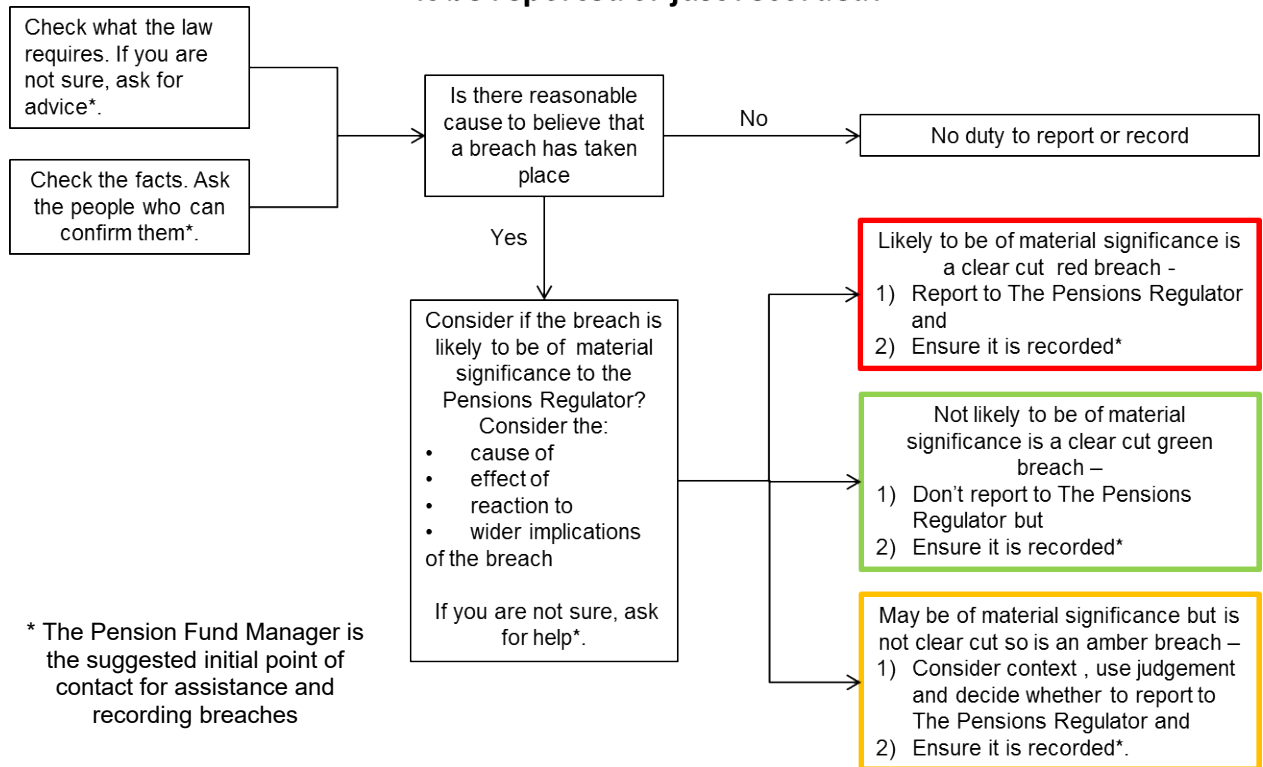 Check what the law
requires. If you are
not sure, ask for
advice*.
Check the facts. Ask
the people who can
confirm them*.
Is there reasonable
cause to believe that
a breach has taken
place
No
No duty to report or record
Yes
Consider if the breach is
likely to be of material
significance to the
Pensions Regulator?
Consider the:
• cause of
• effect of
• reaction to
• wider implications
of the breach
If you are not sure, ask
for help*.
Likely to be of material significance is
a clear cut red breach -
1) Report to The Pensions Regulator
and
2) Ensure it is recorded*
Not likely to be of material
significance is a clear cut green
breach –
1) Don’t report to The Pensions
Regulator but
2) Ensure it is recorded*
May be of material significance but is
not clear cut so is an amber breach –
1) Consider context , use judgement
and decide whether to report to
The Pensions Regulator and
2) Ensure it is recorded*.
* The Pension Fund Manager is
the suggested initial point of
contact for assistance and
recording breaches